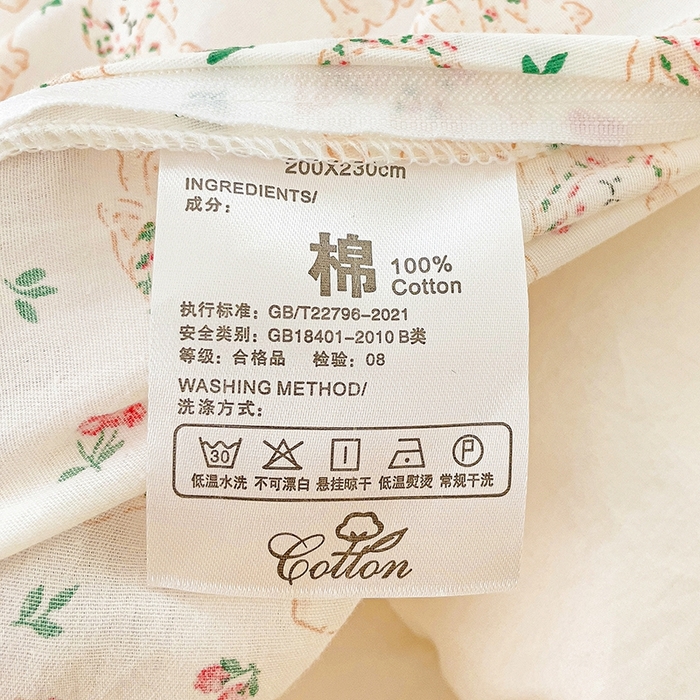 200X230cm
INGREDIENTS/
成分：
棉 100% Cotton
执行标准：GB/T22796-2021
安全类别：GB18401-2010 B类
等级：合格品 检验：08
WASHING METHOD/
洗涤方式：
30 P
低温水洗 不可漂白 悬挂晾干 低温熨烫 常规干洗
Cotton